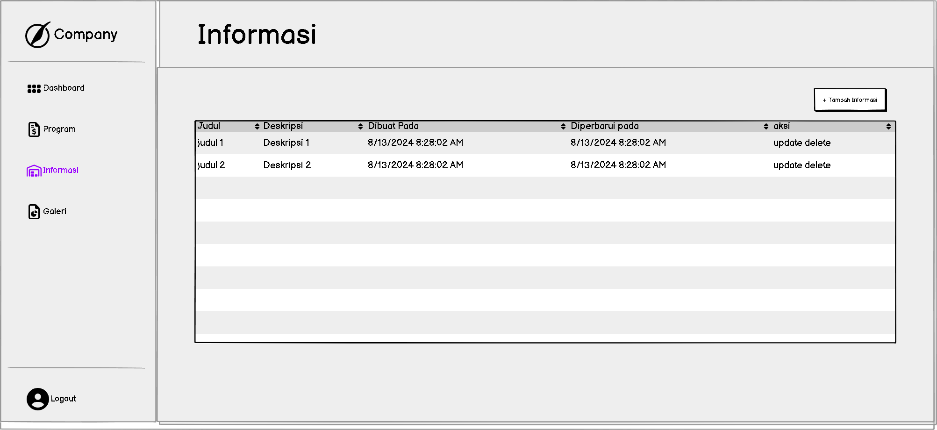 Company
Informasi
Dashboard
Program
Informasi
Galeri
Logout
+ Tambah Informasi
Judul Deskripsi Dibuat Pada Diperbarui pada aksi
judul 1 Deskripsi 1 8/13/2024 8:28:02 AM 8/13/2024 8:28:02 AM update delete
judul 2 Deskripsi 2 8/13/2024 8:28:02 AM 8/13/2024 8:28:02 AM update delete